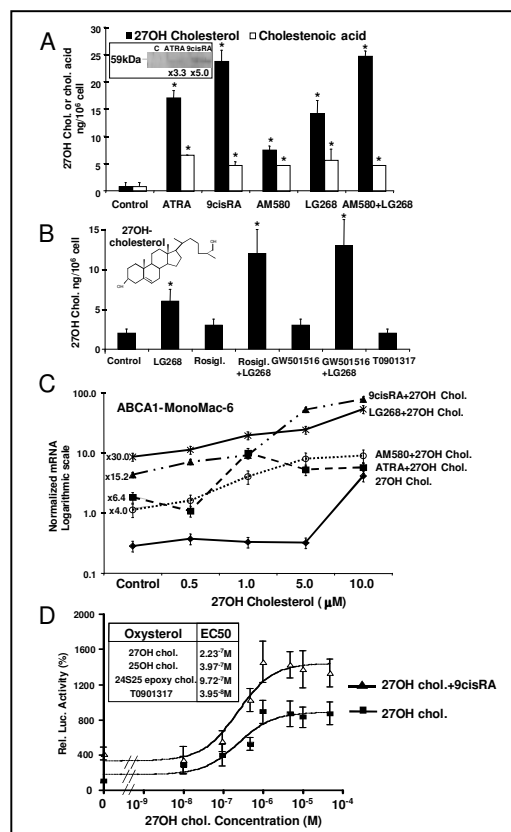 A
27OH Cholesterol
Cholestenoic acid
27OH Chol. or chol. acid
ng/10⁶ cell
30
25
20
15
10
5
0
C ATRA 9cisRA
59kDa
x3.3 x5.0
* * * * * * * * * *
Control ATRA 9cisRA AM580 LG268 AM580+LG268
B
27OH-
cholesterol
OH
OH
27OH Chol. ng/10⁶ cell
15
10
5
0
* * *
Control LG268 Rosigl. Rosigl.+LG268 GW501516 GW501516+LG268 T0901317
C
ABCA1-MonoMac-6
Normalized mRNA
Logarithmic scale
100.0
10.0
1.0
0.1
x30.0
x15.2
x6.4
x4.0
9cisRA+27OH Chol.
LG268+27OH Chol.
AM580+27OH Chol.
ATRA+27OH Chol.
27OH Chol.
Control 0.5 1.0 5.0 10.0
27OH Cholesterol ( μM)
D
Rel. Luc. Activity (%)
1600
1200
800
400
0
Oxysterol EC50
27OH chol. 2.23⁻⁷M
25OH chol. 3.97⁻⁷M
24S25 epoxy chol. 9.72⁻⁷M
T0901317 3.95⁻⁸M
27OH chol.+9cisRA
27OH chol.
0 10⁻⁹ 10⁻⁸ 10⁻⁷ 10⁻⁶ 10⁻⁵ 10⁻⁴
27OH chol. Concentration (M)